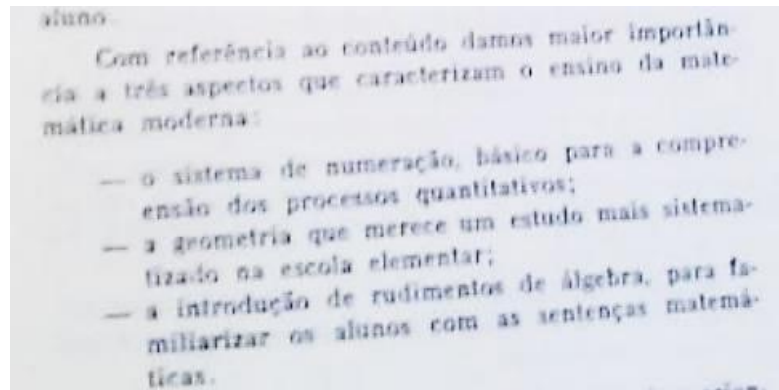 aluno.
Com referência ao conteúdo damos maior importân-
cia a três aspectos que caracterizam o ensino da mate-
mática moderna:
— o sistema de numeração, básico para a compre-
ensão dos processos quantitativos;
— a geometria que merece um estudo mais sistema-
tizado na escola elementar;
— a introdução de rudimentos de álgebra, para fa-
miliarizar os alunos com as sentenças matemá-
ticas.